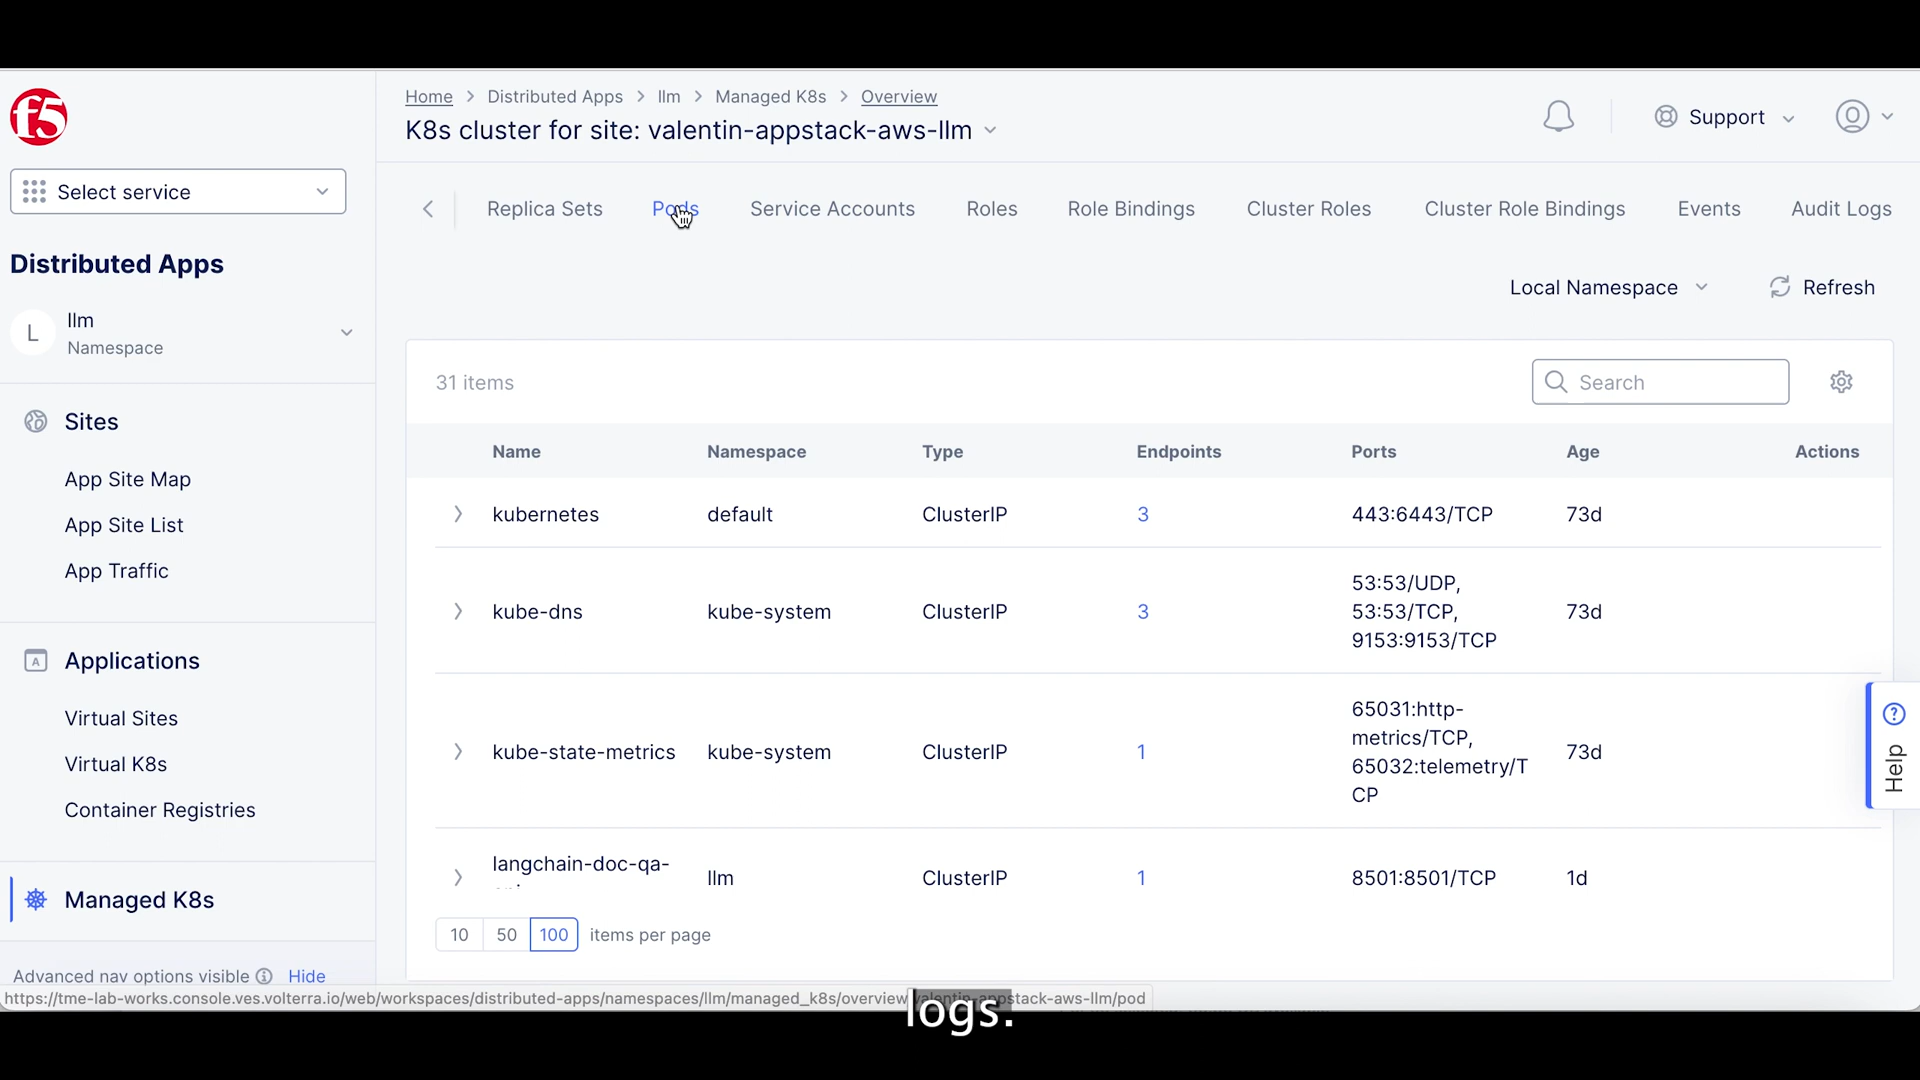 f5
Select service
Distributed Apps
L
llm
Namespace
Sites
App Site Map
App Site List
App Traffic
Applications
Virtual Sites
Virtual K8s
Container Registries
Managed K8s
Advanced nav options visible Hide
Home > Distributed Apps > llm > Managed K8s > Overview
K8s cluster for site: valentin-appstack-aws-llm
Support
Replica Sets Pods Service Accounts Roles Role Bindings Cluster Roles Cluster Role Bindings Events Audit Logs
Local Namespace Refresh
31 items
Search
Name Namespace Type Endpoints Ports Age Actions
kubernetes default ClusterIP 3 443:6443/TCP 73d
kube-dns kube-system ClusterIP 3 53:53/UDP,
53:53/TCP,
9153:9153/TCP
73d
kube-state-metrics kube-system ClusterIP 1 65031:http-
metrics/TCP,
65032:telemetry/T
CP
73d
langchain-doc-qa-
llm ClusterIP 1 8501:8501/TCP 1d
10 50 100 items per page
Help
https://tme-lab-works.console.ves.volterra.io/web/workspaces/distributed-apps/namespaces/llm/managed_k8s/overview/valentin-appstack-aws-llm/pod
logs.